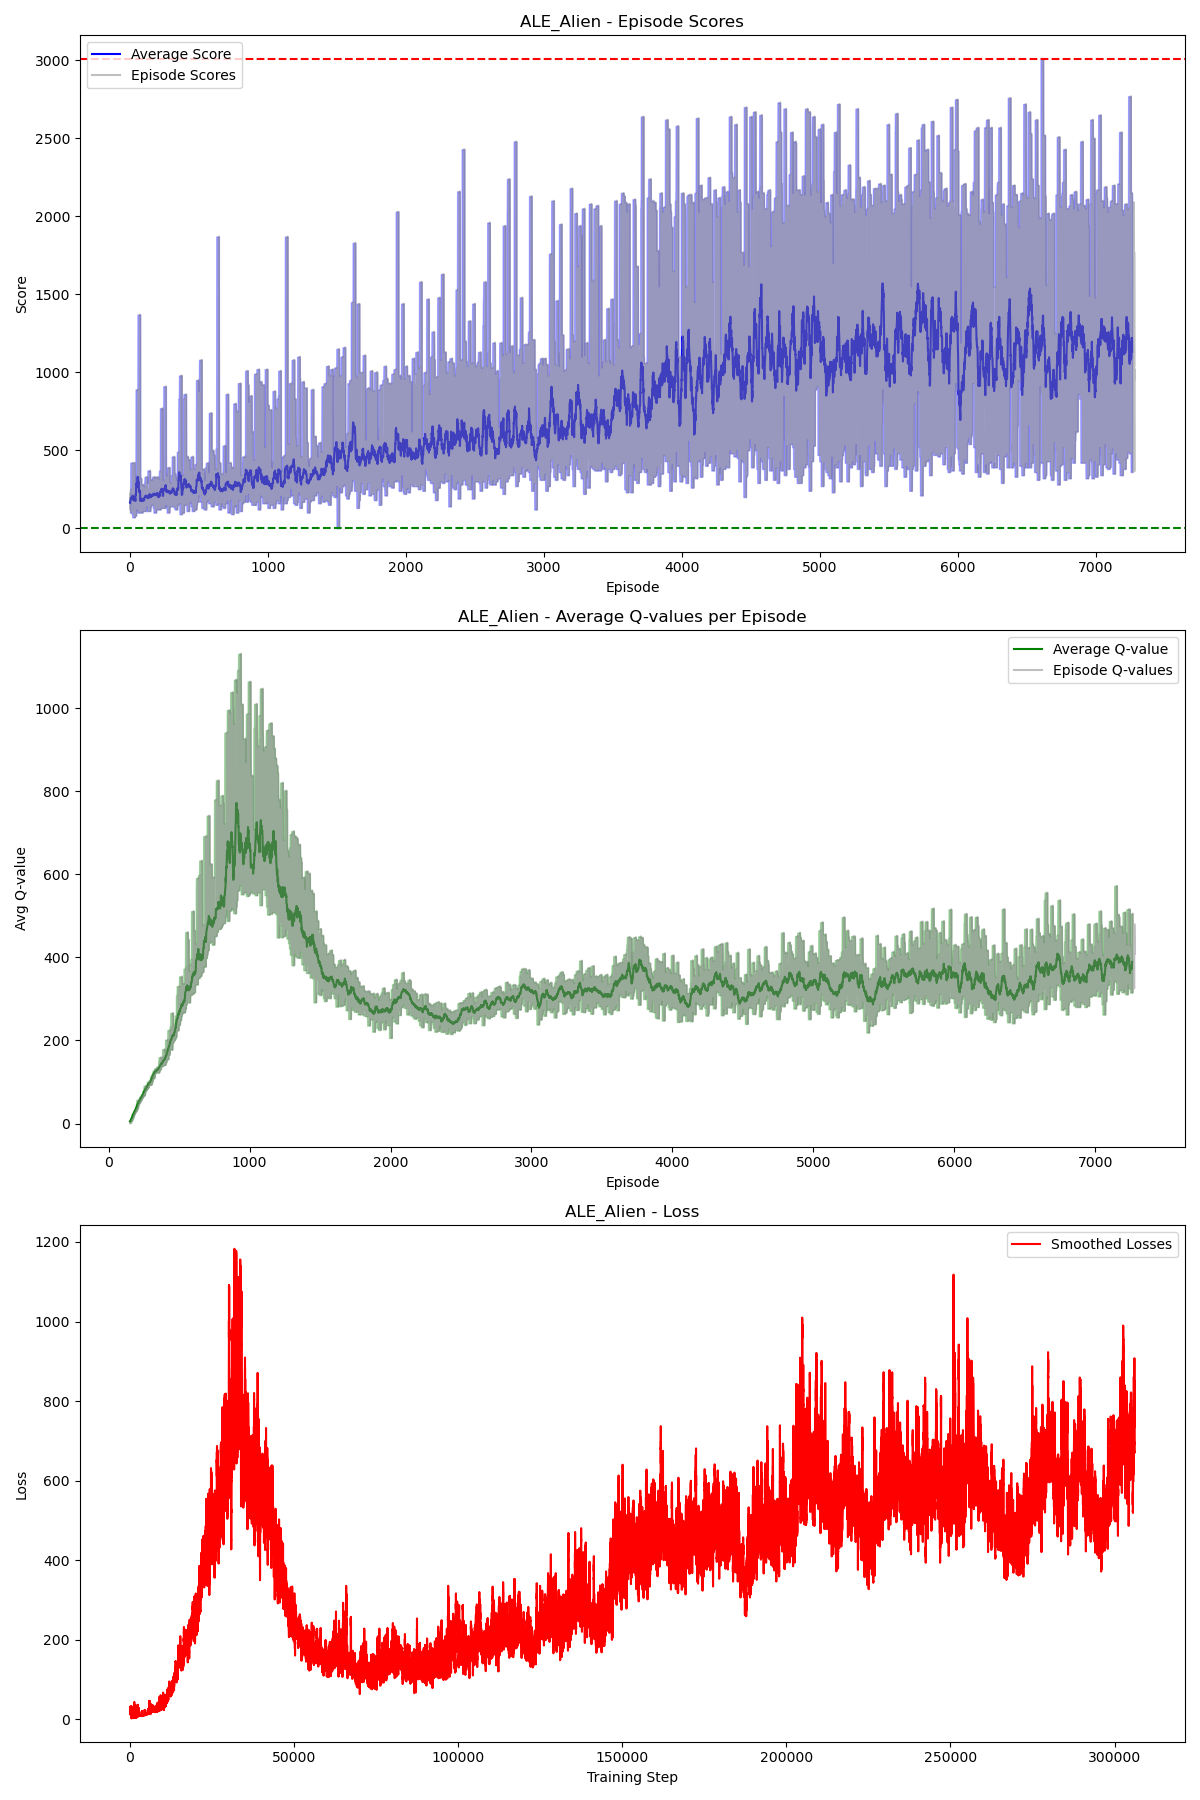 ALE_Alien - Episode Scores
Average Score
Episode Scores
Score
3000
2500
2000
1500
1000
500
0
0 1000 2000 3000 4000 5000 6000 7000
Episode
ALE_Alien - Average Q-values per Episode
Average Q-value
Episode Q-values
Avg Q-value
1000
800
600
400
200
0
0 1000 2000 3000 4000 5000 6000 7000
Episode
ALE_Alien - Loss
Smoothed Losses
Loss
1200
1000
800
600
400
200
0
0 50000 100000 150000 200000 250000 300000
Training Step